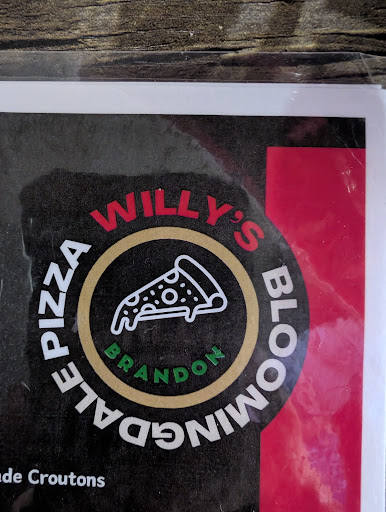 WILLY'S
BLOOMINGDALE PIZZA
BRANDON
ade Croutons